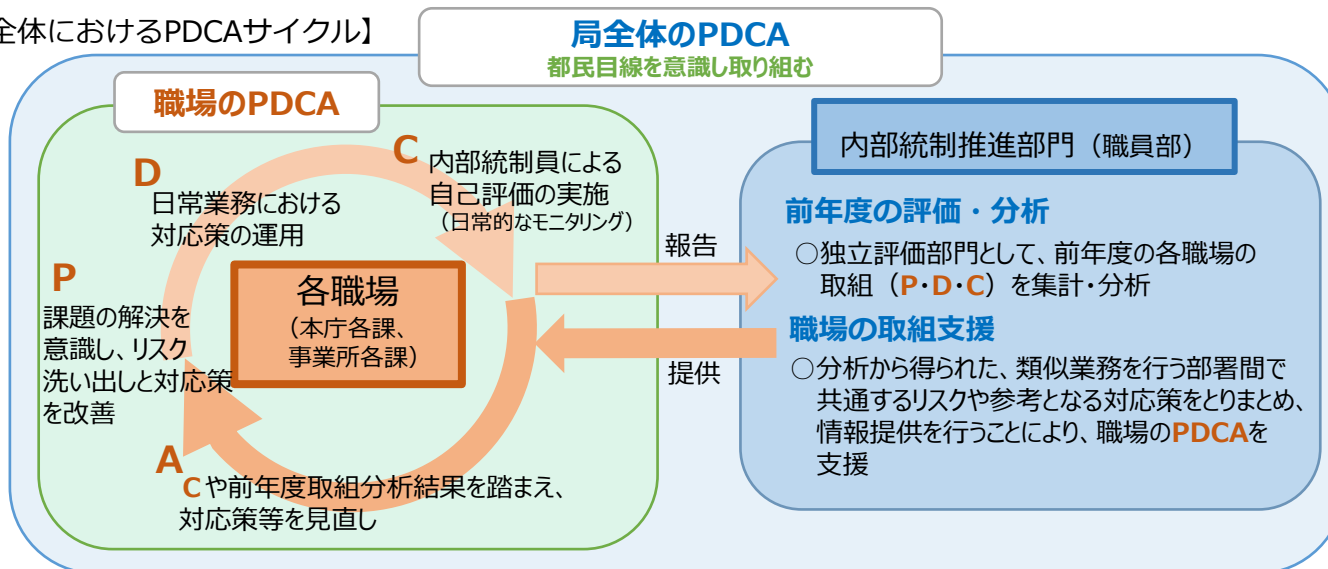 全体におけるPDCAサイクル】
局全体のPDCA
都民目線を意識し取り組む
職場のPDCA
D
日常業務における
対応策の運用
C
内部統制員による
自己評価の実施
（日常的なモニタリング）
P
課題の解決を
意識し、リスク
洗い出しと対応策
を改善
各職場
（本庁各課、
事業所各課）
A
Cや前年度取組分析結果を踏まえ、
対応策等を見直し
報告
提供
内部統制推進部門（職員部）
前年度の評価・分析
○独立評価部門として、前年度の各職場の
取組（P・D・C）を集計・分析
職場の取組支援
○分析から得られた、類似業務を行う部署間で
共通するリスクや参考となる対応策をとりまとめ、
情報提供を行うことにより、職場のPDCAを
支援